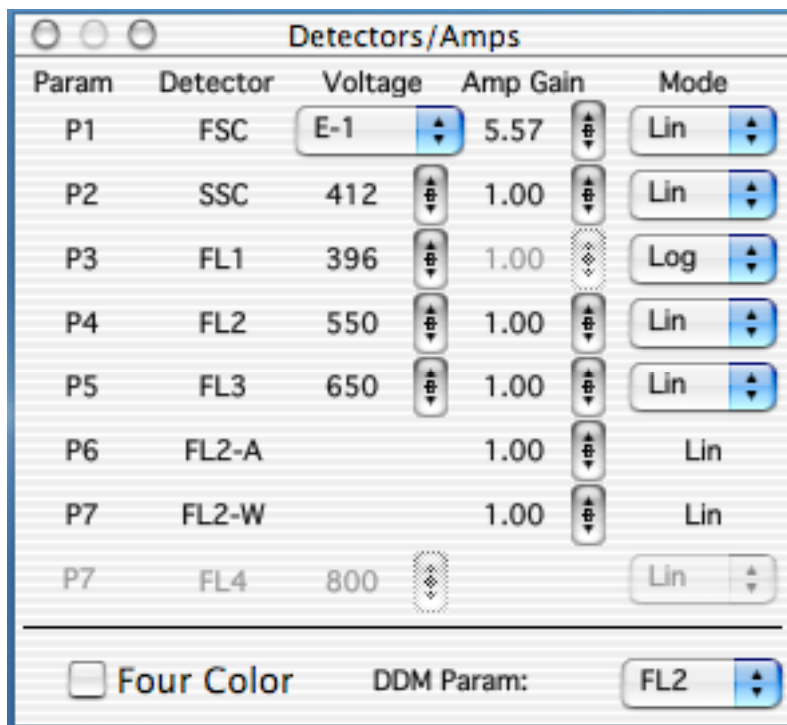 Detectors/Amps
Param Detector Voltage Amp Gain Mode
P1 FSC E-1 5.57 Lin
P2 SSC 412 1.00 Lin
P3 FL1 396 1.00 Log
P4 FL2 550 1.00 Lin
P5 FL3 650 1.00 Lin
P6 FL2-A 1.00 Lin
P7 FL2-W 1.00 Lin
P7 FL4 800 Lin
Four Color DDM Param: FL2